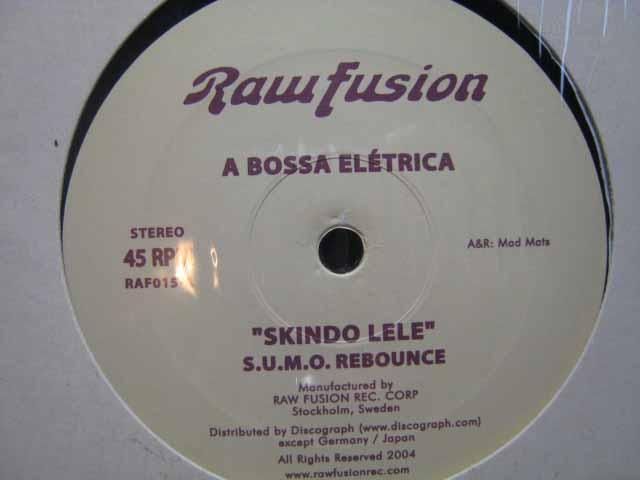 Raw Fusion
A BOSSA ELÉTRICA
STEREO
45 RPM
RAF015
A&R: Mad Mats
"SKINDO LELE"
S.U.M.O. REBOUNCE
Manufactured by
RAW FUSION REC. CORP
Stockholm, Sweden
Distributed by Discograph (www.discograph.com)
except Germany / Japan
All Rights Reserved 2004
www.rawfusionrec.com